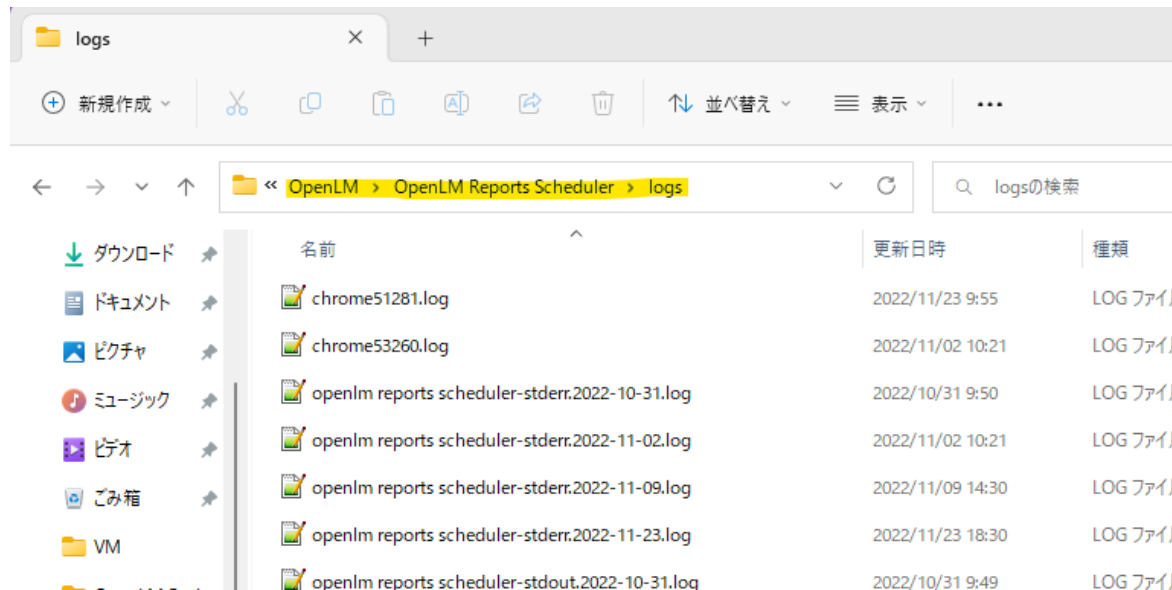 logs
新規作成
並べ替え
表示
OpenLM > OpenLM Reports Scheduler > logs
logsの検索
ダウンロード
ドキュメント
ピクチャ
ミュージック
ビデオ
ごみ箱
VM
名前 更新日時 種類
chrome51281.log 2022/11/23 9:55 LOG ファイル
chrome53260.log 2022/11/02 10:21 LOG ファイル
openlm reports scheduler-stderr.2022-10-31.log 2022/10/31 9:50 LOG ファイル
openlm reports scheduler-stderr.2022-11-02.log 2022/11/02 10:21 LOG ファイル
openlm reports scheduler-stderr.2022-11-09.log 2022/11/09 14:30 LOG ファイル
openlm reports scheduler-stderr.2022-11-23.log 2022/11/23 18:30 LOG ファイル
openlm reports scheduler-stdout.2022-10-31.log 2022/10/31 9:49 LOG ファイル